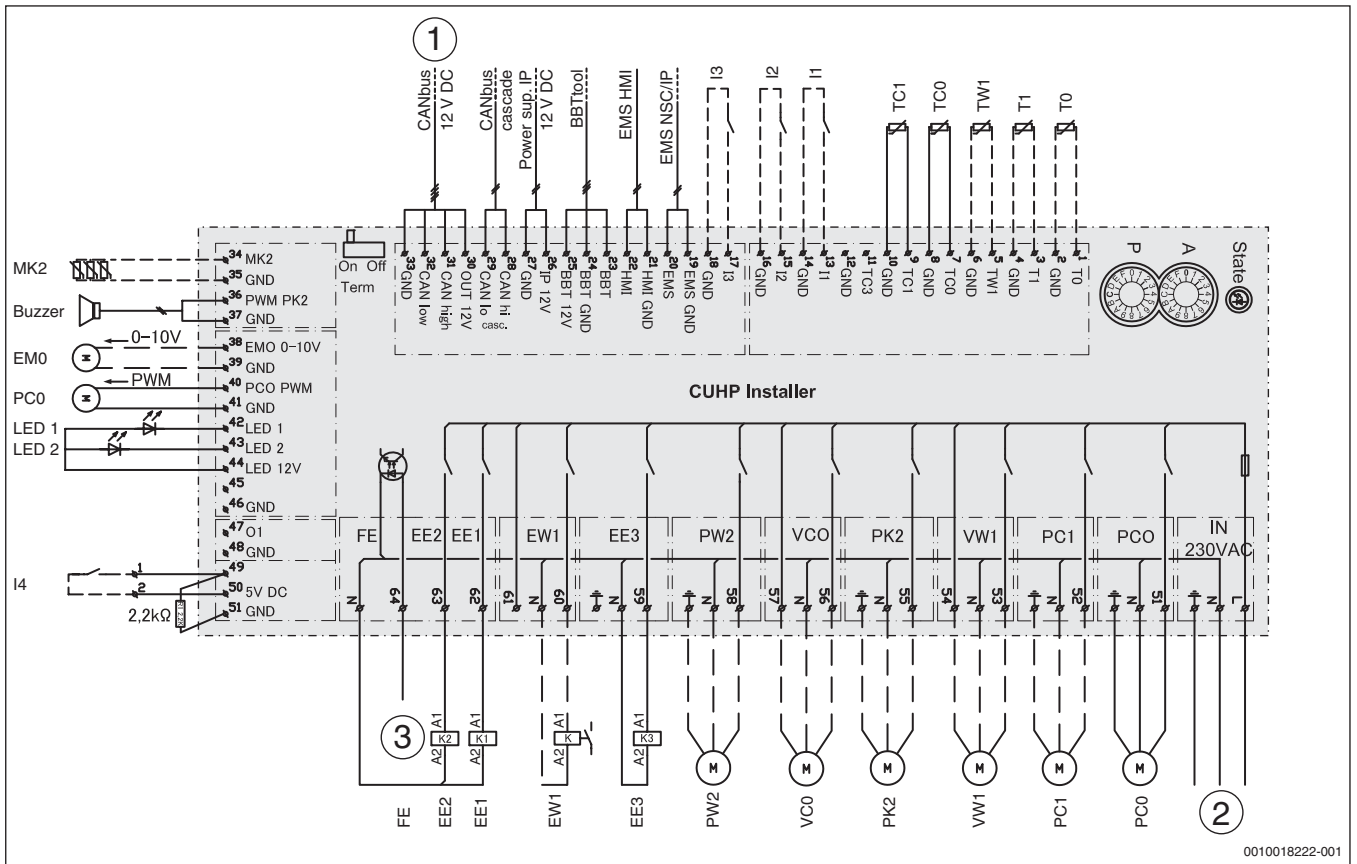 1
CANbus
12 V DC
CANbus
cascade
Power sup. IP
12 V DC
BBTtool
EMS HMI
EMS NSC/IP
I3
I2
I1
TC1
TC0
TW1
T1
T0
33 GND
32 CAN low
31 CAN high
30 OUT 12V
29 CAN lo casc.
28 CAN hi
27 GND
26 IP 12V
25 BBT 12V
24 BBT GND
23 BBT
22 HMI
21 HMI GND
20 EMS
19 EMS GND
18 GND
17 I3
16 GND
15 I2
14 GND
13 I1
12 GND
11 TC3
10 GND
9 TC1
8 GND
7 TC0
6 GND
5 TW1
4 GND
3 T1
2 GND
1 T0
P
A
State
On Off
Term
CUHP Installer
MK2
34 MK2
35 GND
Buzzer
36 PWM PK2
37 GND
EM0
0-10V
38 EMO 0-10V
39 GND
PC0
PWM
40 PCO PWM
41 GND
LED 1
42 LED 1
LED 2
43 LED 2
44 LED 12V
45
46 GND
47 O1
48 GND
I4
1
2
49
50 5V DC
51 GND
2,2kΩ
FE
EE2
EE1
EW1
EE3
PW2
VCO
PK2
VW1
PC1
PCO
IN
230VAC
N
64
63
62
61
N
60
N
59
N
58
57
N
56
N
55
54
N
53
N
52
N
51
N
L
3
A1
K2
A2
A1
K1
A2
A1
K
A2
A1
K3
A2
M
M
M
M
M
M
2
FE
EE2
EE1
EW1
EE3
PW2
VC0
PK2
VW1
PC1
PC0
0010018222-001